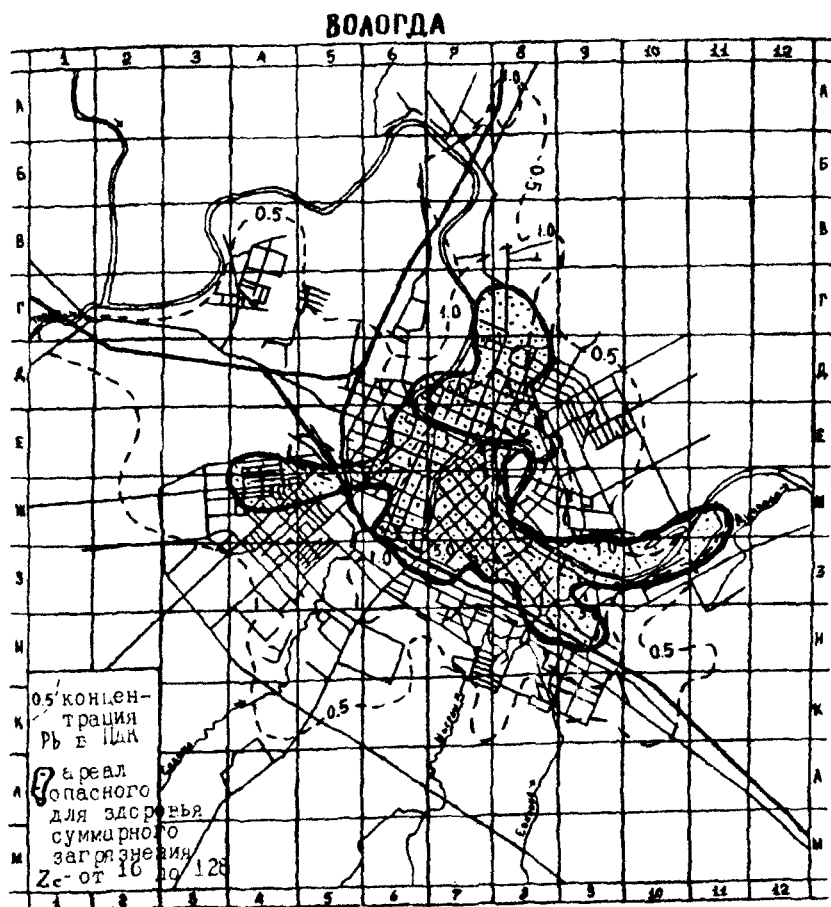 ВОЛОГДА
1 2 3 4 5 6 7 8 9 10 11 12
А А
Б Б
В В
Г Г
Д Д
Е Е
Ж Ж
З З
И И
К К
Л Л
М М
1.0
0.5
1.0
0.5
1.0
0.5
1.0
1.0
5.0
0.5
0.5
0.5 концен-
трация
Pb в ПДК
ареал
опасного
для здоровья
суммарного
загрязнения
Zc- от 16 до 128
1 2 3 4 5 6 7 8 9 10 11 12